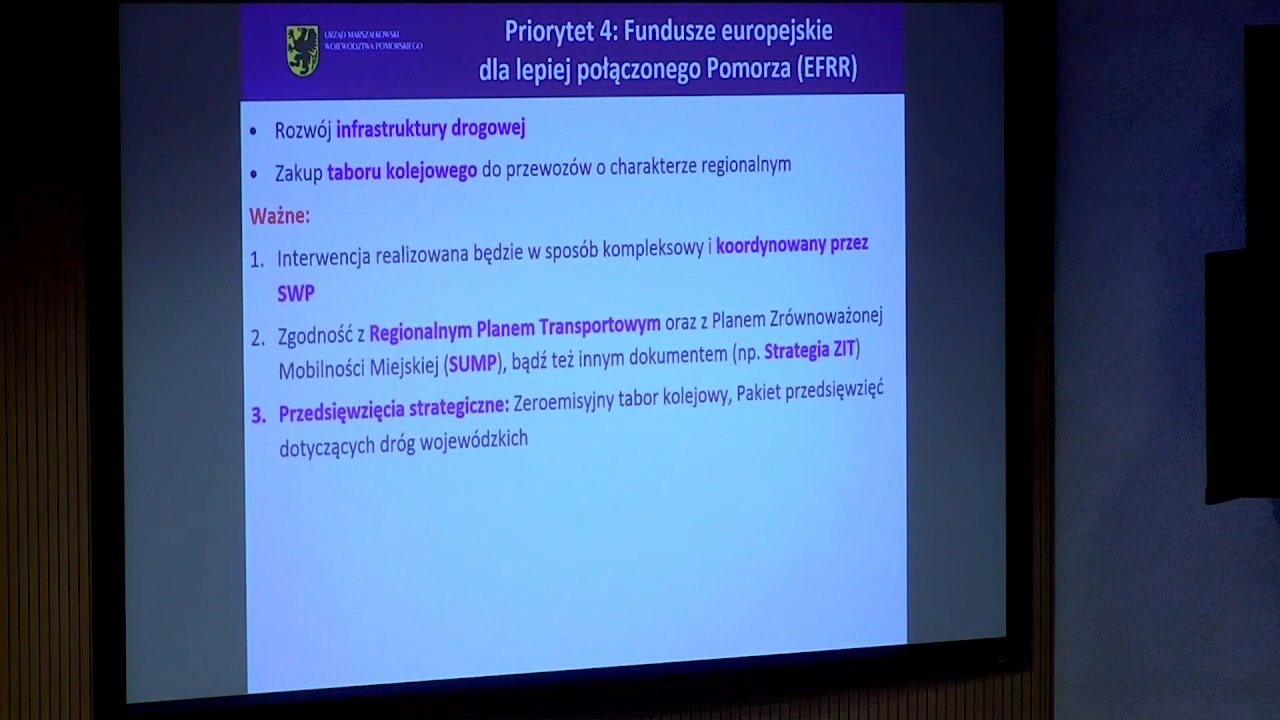 URZĄD MARSZAŁKOWSKI
WOJEWÓDZTWA POMORSKIEGO
Priorytet 4: Fundusze europejskie
dla lepiej połączonego Pomorza (EFRR)
• Rozwój infrastruktury drogowej
• Zakup taboru kolejowego do przewozów o charakterze regionalnym
Ważne:
1. Interwencja realizowana będzie w sposób kompleksowy i koordynowany przez
SWP
2. Zgodność z Regionalnym Planem Transportowym oraz z Planem Zrównoważonej
Mobilności Miejskiej (SUMP), bądź też innym dokumentem (np. Strategia ZIT)
3. Przedsięwzięcia strategiczne: Zeroemisyjny tabor kolejowy, Pakiet przedsięwzięć
dotyczących dróg wojewódzkich